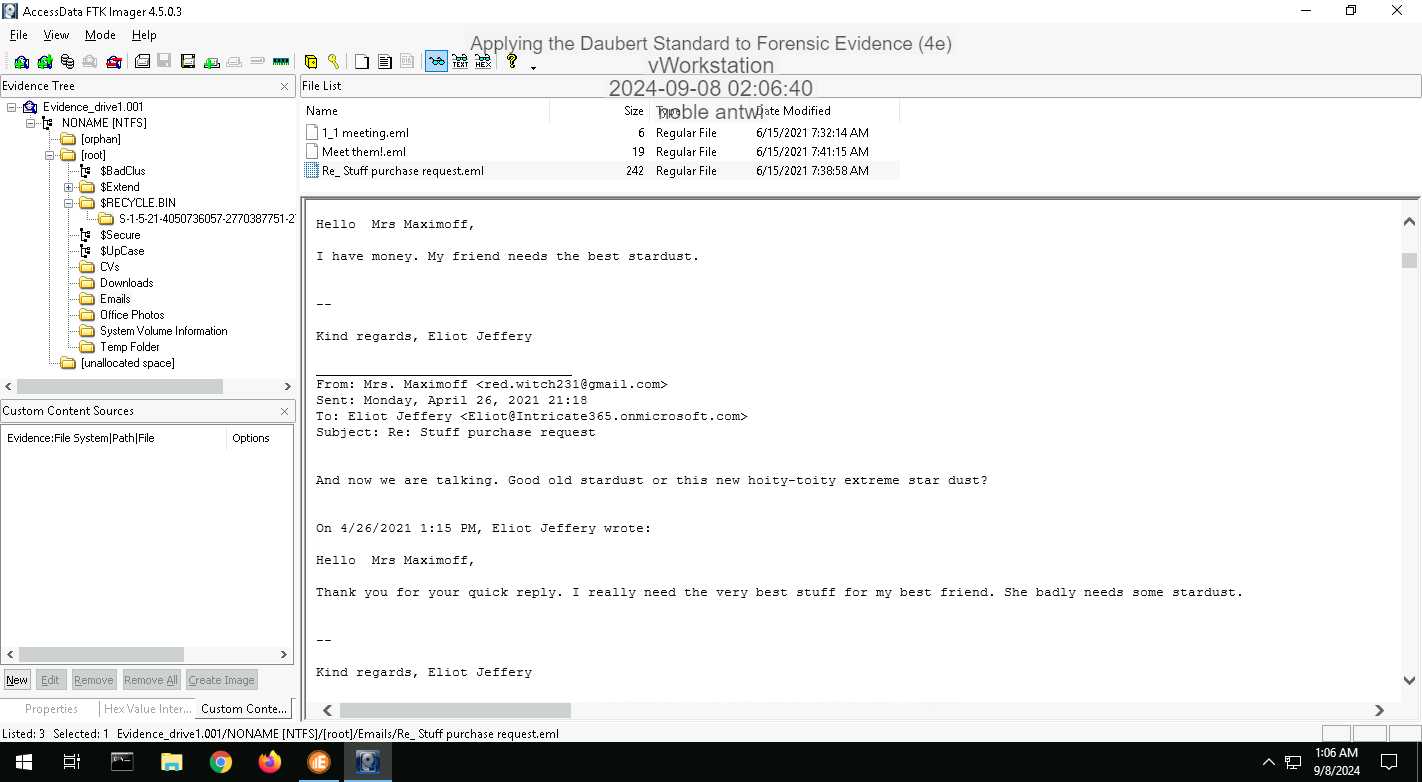 AccessData FTK Imager 4.5.0.3
File View Mode Help
Applying the Daubert Standard to Forensic Evidence (4e)
vWorkstation
2024-09-08 02:06:40
noble antwi
Evidence Tree
Evidence_drive1.001
NONAME [NTFS]
[orphan]
[root]
$BadClus
$Extend
$RECYCLE.BIN
S-1-5-21-4050736057-2770387751-2
$Secure
$UpCase
CVs
Downloads
Emails
Office Photos
System Volume Information
Temp Folder
[unallocated space]
Custom Content Sources
Evidence:File System|Path|File Options
New Edit Remove Remove All Create Image
Properties Hex Value Inter... Custom Conte...
File List
Name Size Type Date Modified
1_1 meeting.eml 6 Regular File 6/15/2021 7:32:14 AM
Meet them!.eml 19 Regular File 6/15/2021 7:41:15 AM
Re_ Stuff purchase request.eml 242 Regular File 6/15/2021 7:38:58 AM
Hello  Mrs Maximoff,
I have money. My friend needs the best stardust.
--
Kind regards, Eliot Jeffery
________________________________
From: Mrs. Maximoff <red.witch231@gmail.com>
Sent: Monday, April 26, 2021 21:18
To: Eliot Jeffery <Eliot@Intricate365.onmicrosoft.com>
Subject: Re: Stuff purchase request
And now we are talking. Good old stardust or this new hoity-toity extreme star dust?
On 4/26/2021 1:15 PM, Eliot Jeffery wrote:
Hello  Mrs Maximoff,
Thank you for your quick reply. I really need the very best stuff for my best friend. She badly needs some stardust.
--
Kind regards, Eliot Jeffery
Listed: 3 Selected: 1 Evidence_drive1.001/NONAME [NTFS]/[root]/Emails/Re_ Stuff purchase request.eml
1:06 AM
9/8/2024